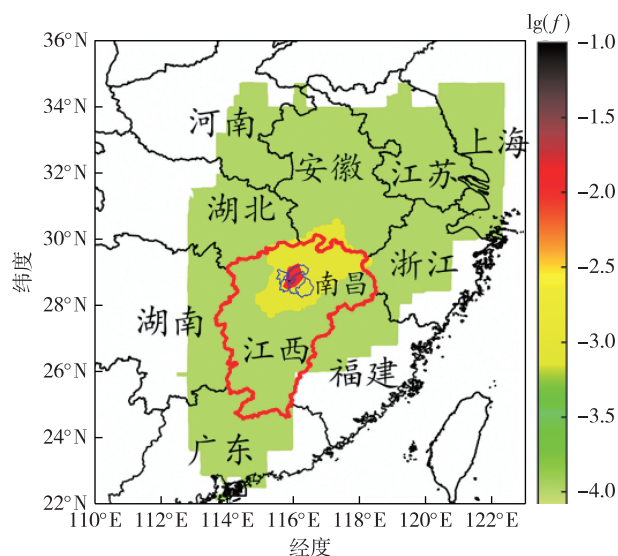 lg(f)
36°N
34°N
32°N
30°N
28°N
26°N
24°N
22°N
纬度
110°E
112°E
114°E
116°E
118°E
120°E
122°E
经度
河南
上海
安徽
江苏
湖北
浙江
南昌
湖南
江西
福建
广东
-1.0
-1.5
-2.0
-2.5
-3.0
-3.5
-4.0